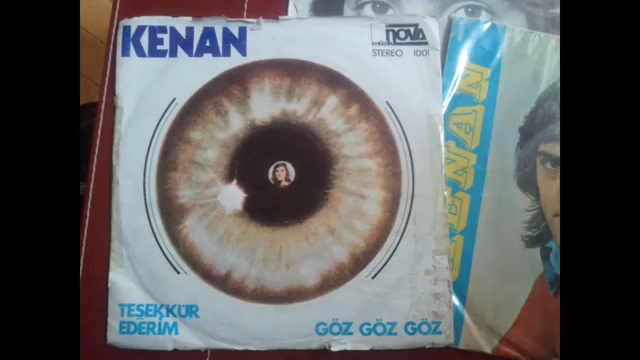 KENAN
NOVA
STEREO 1001
TEŞEKKÜR
EDERİM
GÖZ GÖZ GÖZ
KENAN